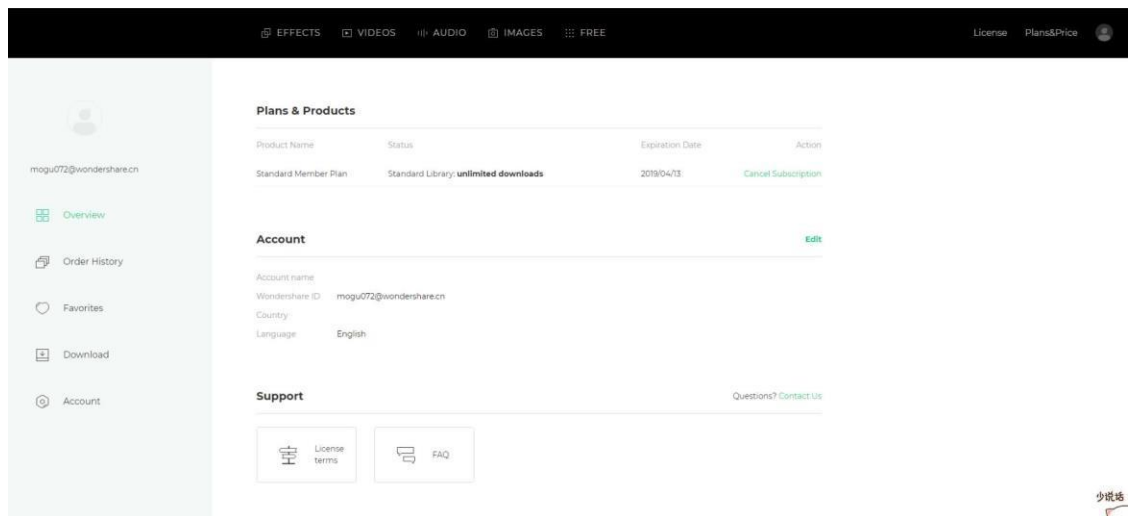 EFFECTS VIDEOS AUDIO IMAGES FREE License Plans&Price
mogu072@wondershare.cn
Overview
Order History
Favorites
Download
Account
Plans & Products
Product Name Status Expiration Date Action
Standard Member Plan Standard Library: unlimited downloads 2019/04/13 Cancel Subscription
Account Edit
Account name
Wondershare ID mogu072@wondershare.cn
Country
Language English
Support Questions? Contact Us
License
terms
FAQ
少说话